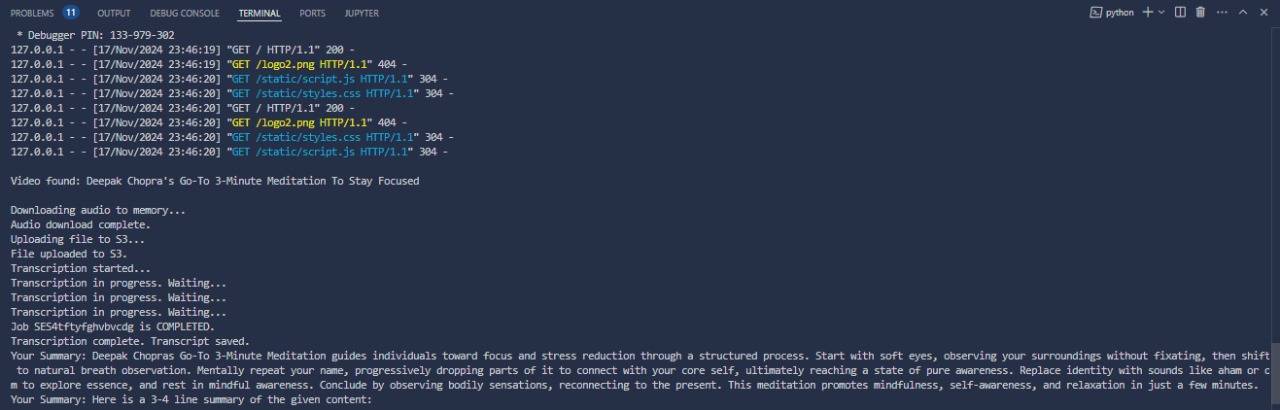 PROBLEMS 11 OUTPUT DEBUG CONSOLE TERMINAL PORTS JUPYTER python
* Debugger PIN: 133-979-302
127.0.0.1 - - [17/Nov/2024 23:46:19] "GET / HTTP/1.1" 200 -
127.0.0.1 - - [17/Nov/2024 23:46:19] "GET /logo2.png HTTP/1.1" 404 -
127.0.0.1 - - [17/Nov/2024 23:46:20] "GET /static/script.js HTTP/1.1" 304 -
127.0.0.1 - - [17/Nov/2024 23:46:20] "GET /static/styles.css HTTP/1.1" 304 -
127.0.0.1 - - [17/Nov/2024 23:46:20] "GET / HTTP/1.1" 200 -
127.0.0.1 - - [17/Nov/2024 23:46:20] "GET /logo2.png HTTP/1.1" 404 -
127.0.0.1 - - [17/Nov/2024 23:46:20] "GET /static/styles.css HTTP/1.1" 304 -
127.0.0.1 - - [17/Nov/2024 23:46:20] "GET /static/script.js HTTP/1.1" 304 -
Video found: Deepak Chopra's Go-To 3-Minute Meditation To Stay Focused
Downloading audio to memory...
Audio download complete.
Uploading file to S3...
File uploaded to S3.
Transcription started...
Transcription in progress. Waiting...
Transcription in progress. Waiting...
Transcription in progress. Waiting...
Job SES4tftyfghvbvcdg is COMPLETED.
Transcription complete. Transcript saved.
Your Summary: Deepak Chopras Go-To 3-Minute Meditation guides individuals toward focus and stress reduction through a structured process. Start with soft eyes, observing your surroundings without fixating, then shift
to natural breath observation. Mentally repeat your name, progressively dropping parts of it to connect with your core self, ultimately reaching a state of pure awareness. Replace identity with sounds like aham or o
m to explore essence, and rest in mindful awareness. Conclude by observing bodily sensations, reconnecting to the present. This meditation promotes mindfulness, self-awareness, and relaxation in just a few minutes.
Your Summary: Here is a 3-4 line summary of the given content: